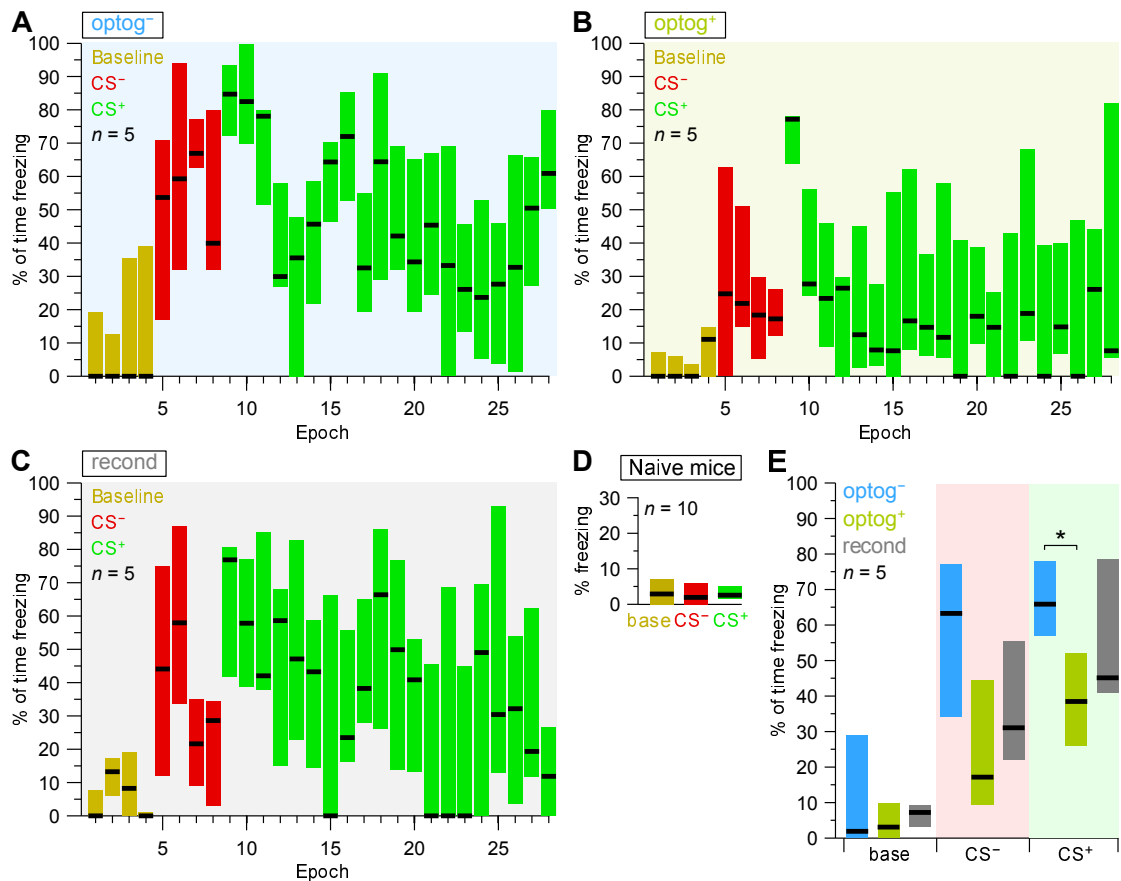 A
optog⁻
Baseline
CS⁻
CS⁺
n = 5
% of time freezing
100
90
80
70
60
50
40
30
20
10
0
5 10 15 20 25
Epoch
B
optog⁺
Baseline
CS⁻
CS⁺
n = 5
% of time freezing
100
90
80
70
60
50
40
30
20
10
0
5 10 15 20 25
Epoch
C
recond
Baseline
CS⁻
CS⁺
n = 5
% of time freezing
100
90
80
70
60
50
40
30
20
10
0
5 10 15 20 25
Epoch
D
Naive mice
n = 10
% freezing
30
20
10
0
base CS⁻ CS⁺
E
optog⁻
optog⁺
recond
n = 5
*
% of time freezing
100
90
80
70
60
50
40
30
20
10
0
base CS⁻ CS⁺